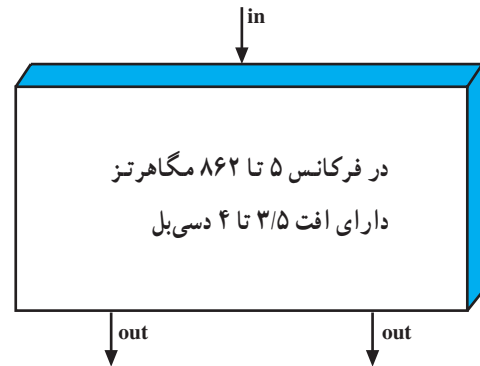 in
در فرکانس ۵ تا ۸۶۲ مگاهرتز
دارای افت ۳/۵ تا ۴ دسی‌بل
out
out